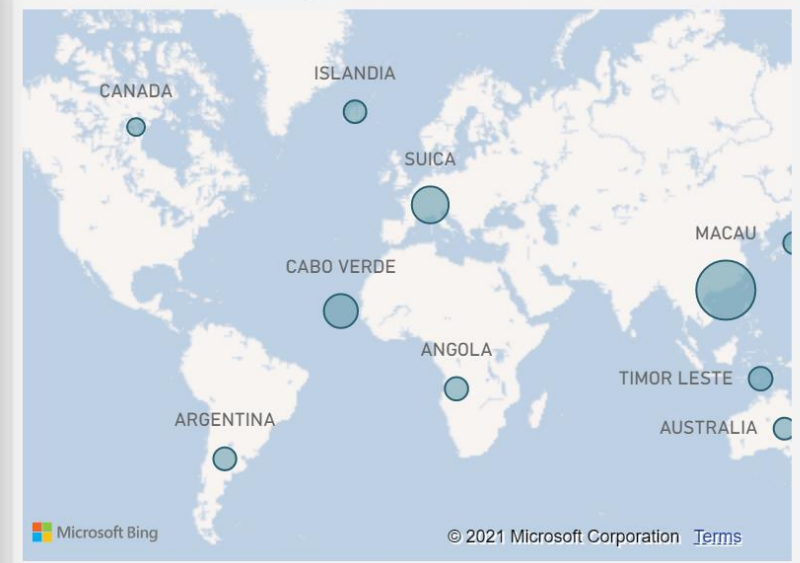 ISLANDIA
CANADA
SUICA
MACAU
CABO VERDE
ANGOLA
TIMOR LESTE
ARGENTINA
AUSTRALIA
Microsoft Bing
© 2021 Microsoft Corporation Terms